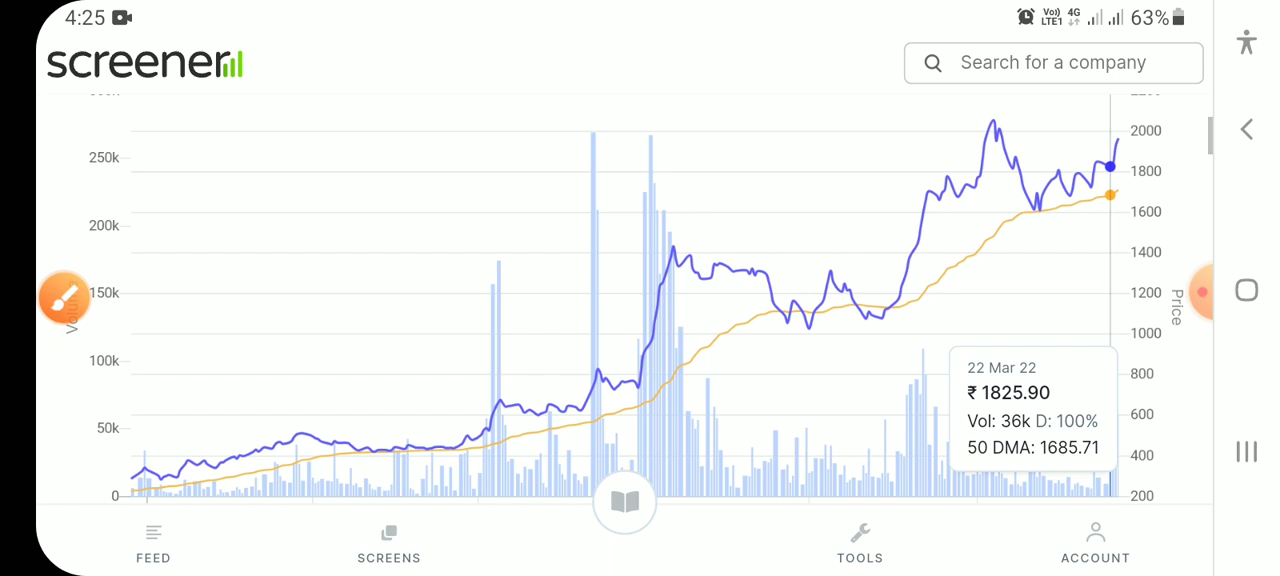 4:25
Vo)) 4G
LTE1
63%
screener
Search for a company
250k
200k
150k
100k
50k
0
2000
1800
1600
1400
1200
1000
800
600
400
200
Price
22 Mar 22
₹ 1825.90
Vol: 36k D: 100%
50 DMA: 1685.71
FEED
SCREENS
TOOLS
ACCOUNT